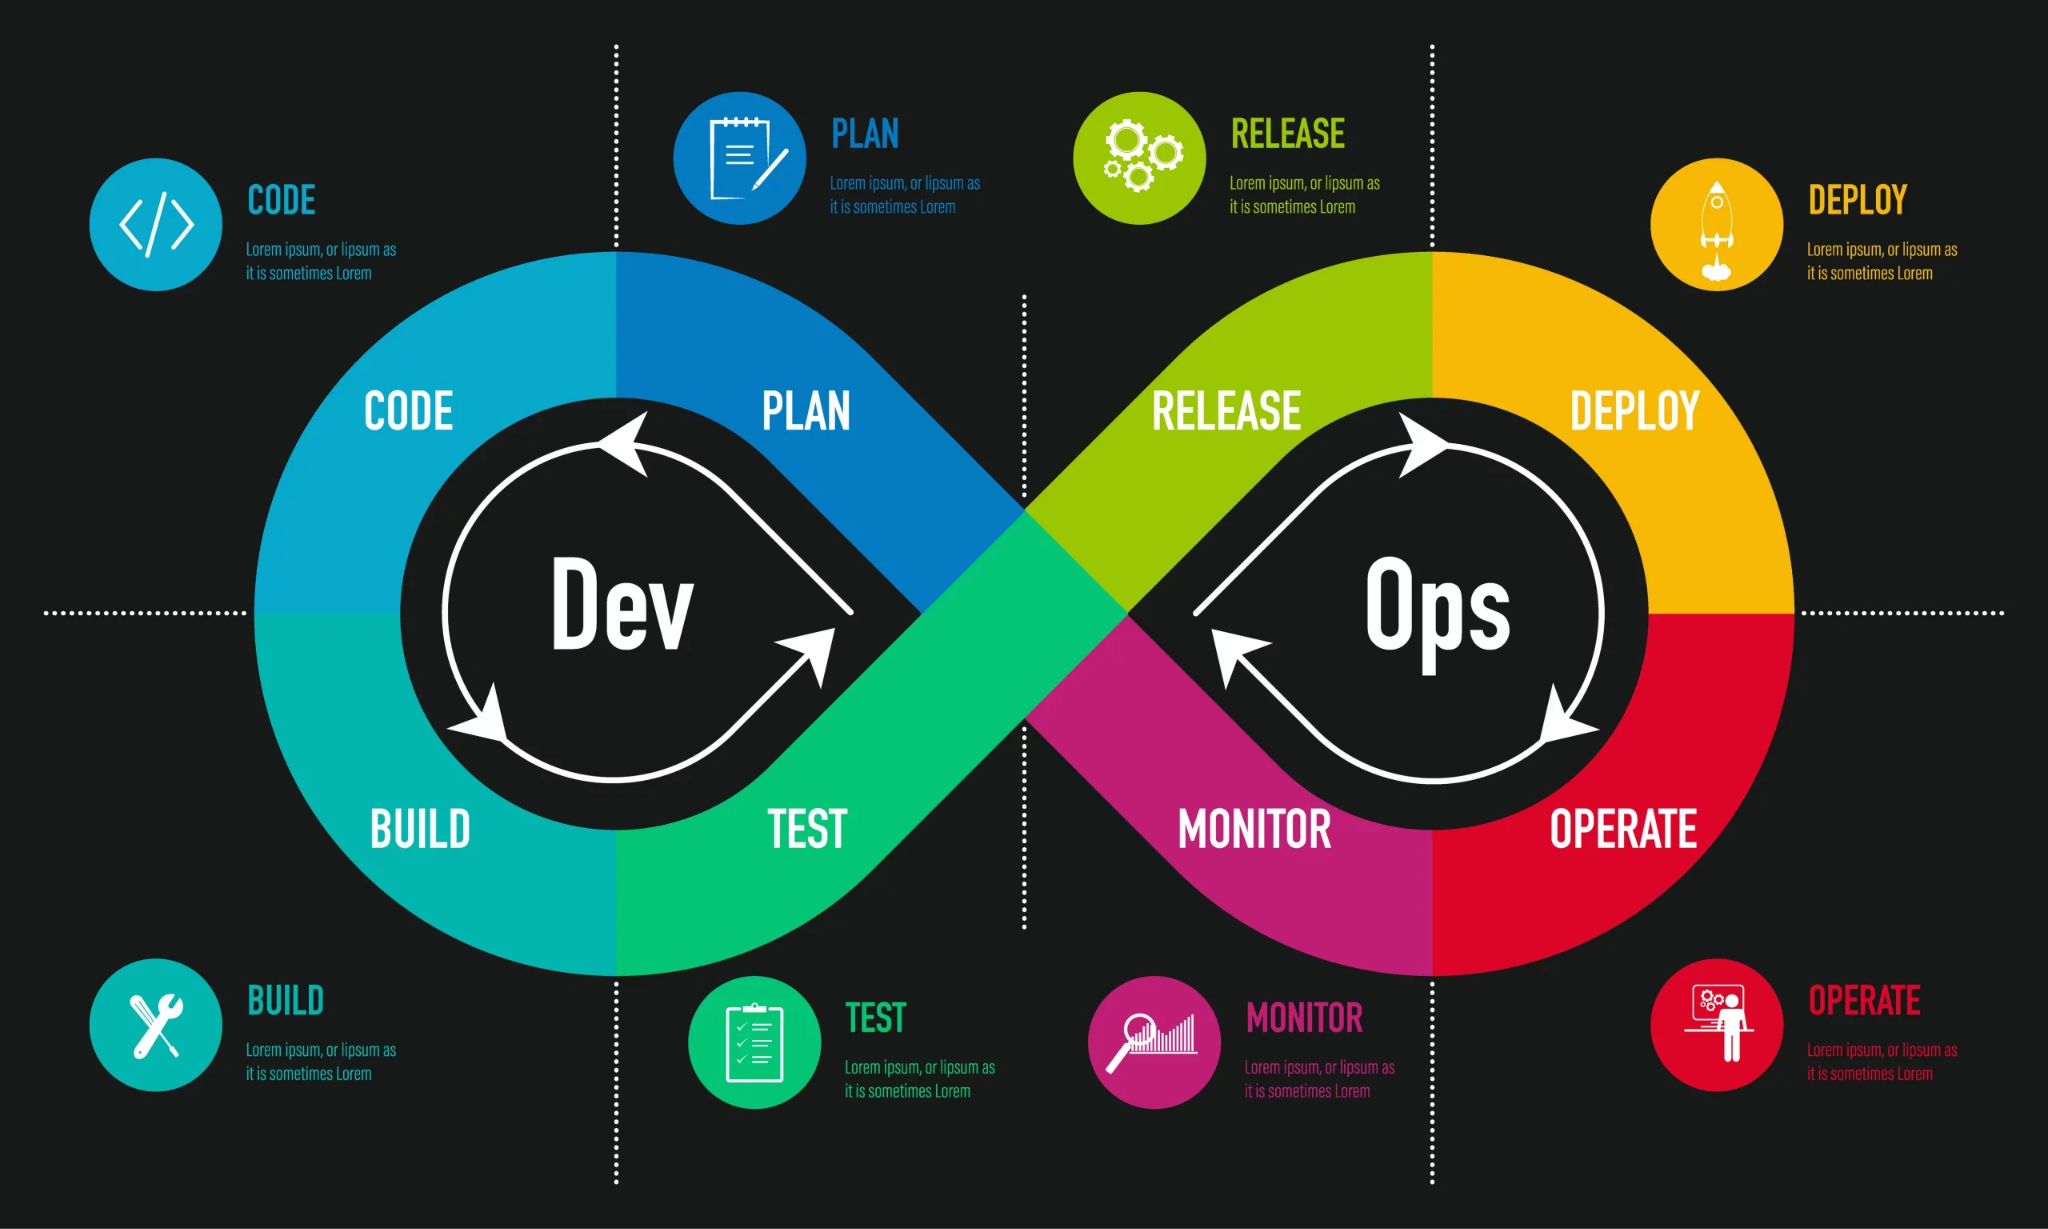 PLAN
Lorem ipsum, or lipsum as
it is sometimes Lorem
RELEASE
Lorem ipsum, or lipsum as
it is sometimes Lorem
CODE
Lorem ipsum, or lipsum as
it is sometimes Lorem
DEPLOY
Lorem ipsum, or lipsum as
it is sometimes Lorem
CODE
PLAN
RELEASE
DEPLOY
Dev
Ops
BUILD
TEST
MONITOR
OPERATE
BUILD
Lorem ipsum, or lipsum as
it is sometimes Lorem
TEST
Lorem ipsum, or lipsum as
it is sometimes Lorem
MONITOR
Lorem ipsum, or lipsum as
it is sometimes Lorem
OPERATE
Lorem ipsum, or lipsum as
it is sometimes Lorem